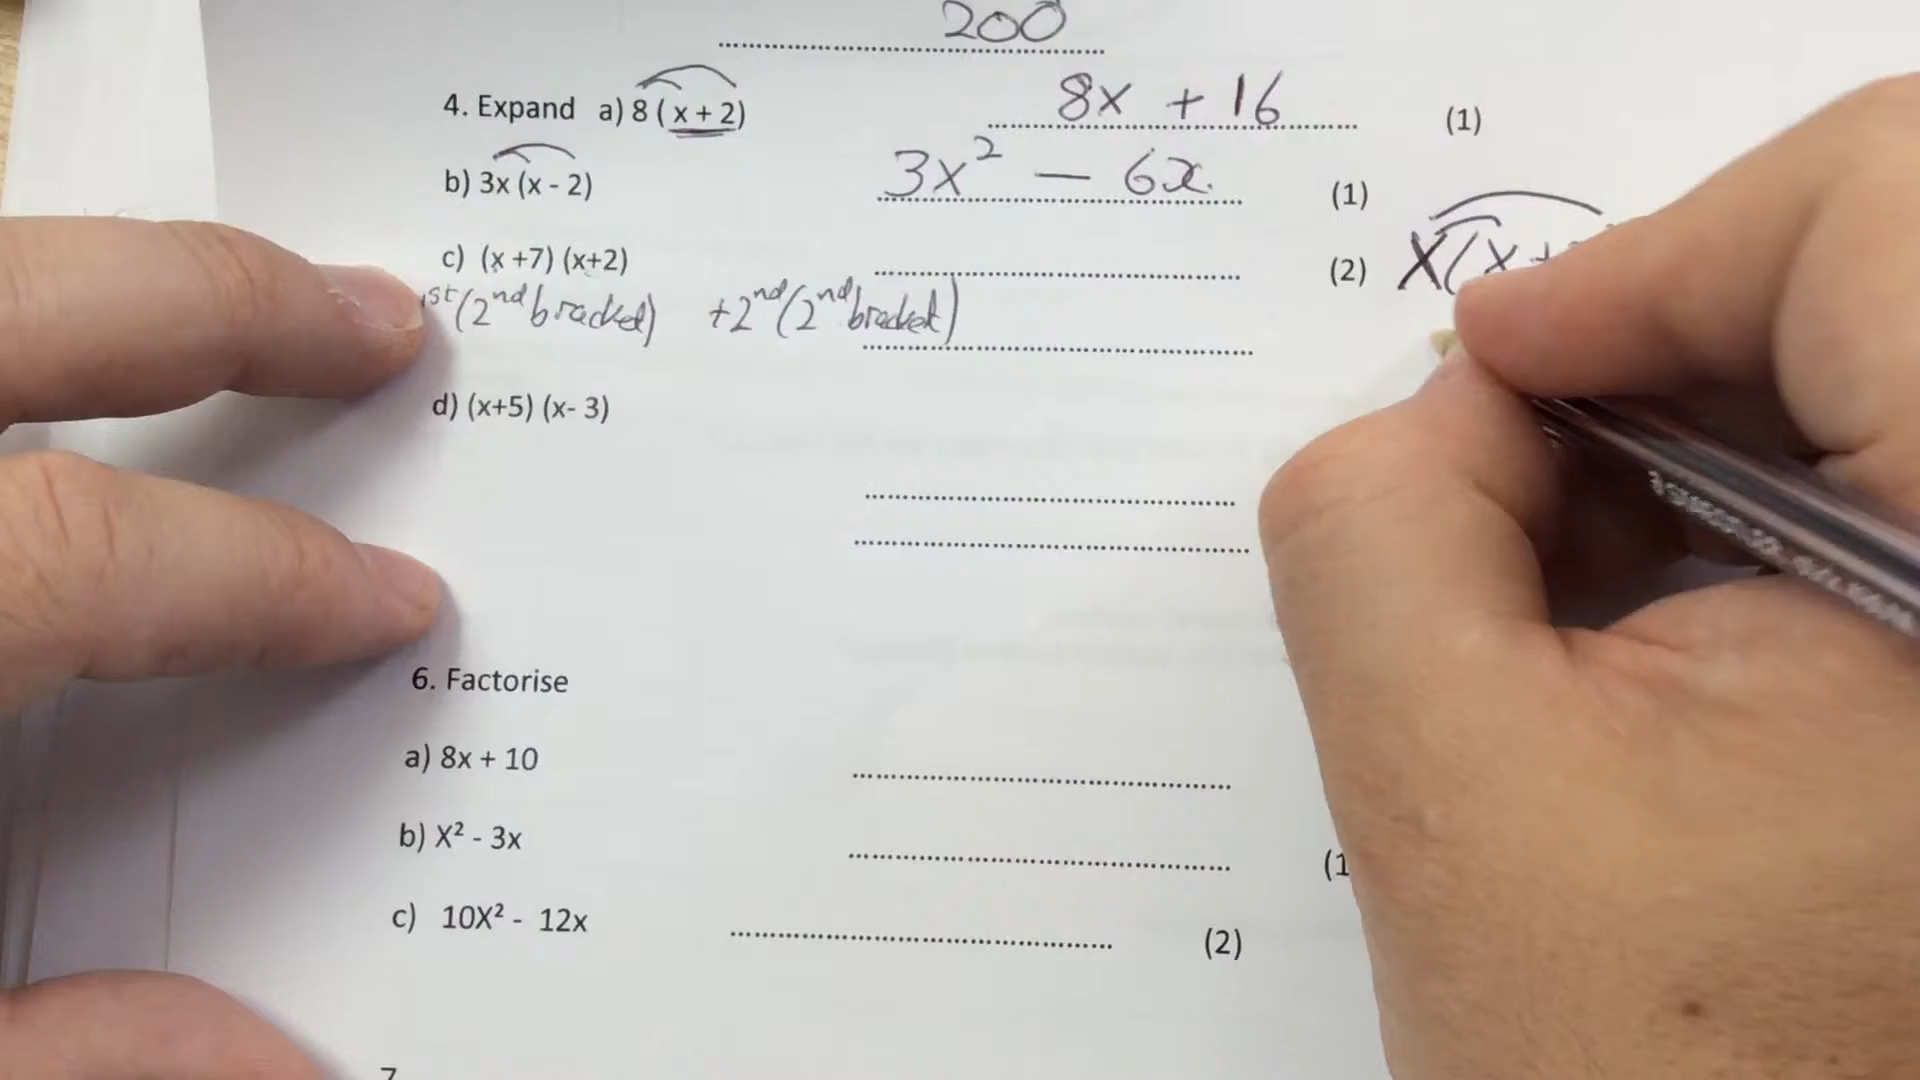 200
4. Expand a) 8 ( x + 2) 8x + 16 (1)
b) 3x (x - 2) 3x² - 6x. (1)
c) (x +7) (x+2) (2) x(x+
st (2nd bracket) +2nd (2nd bracket)
d) (x+5) (x- 3)
6. Factorise
a) 8x + 10
b) X² - 3x (1
c) 10X² - 12x (2)
7